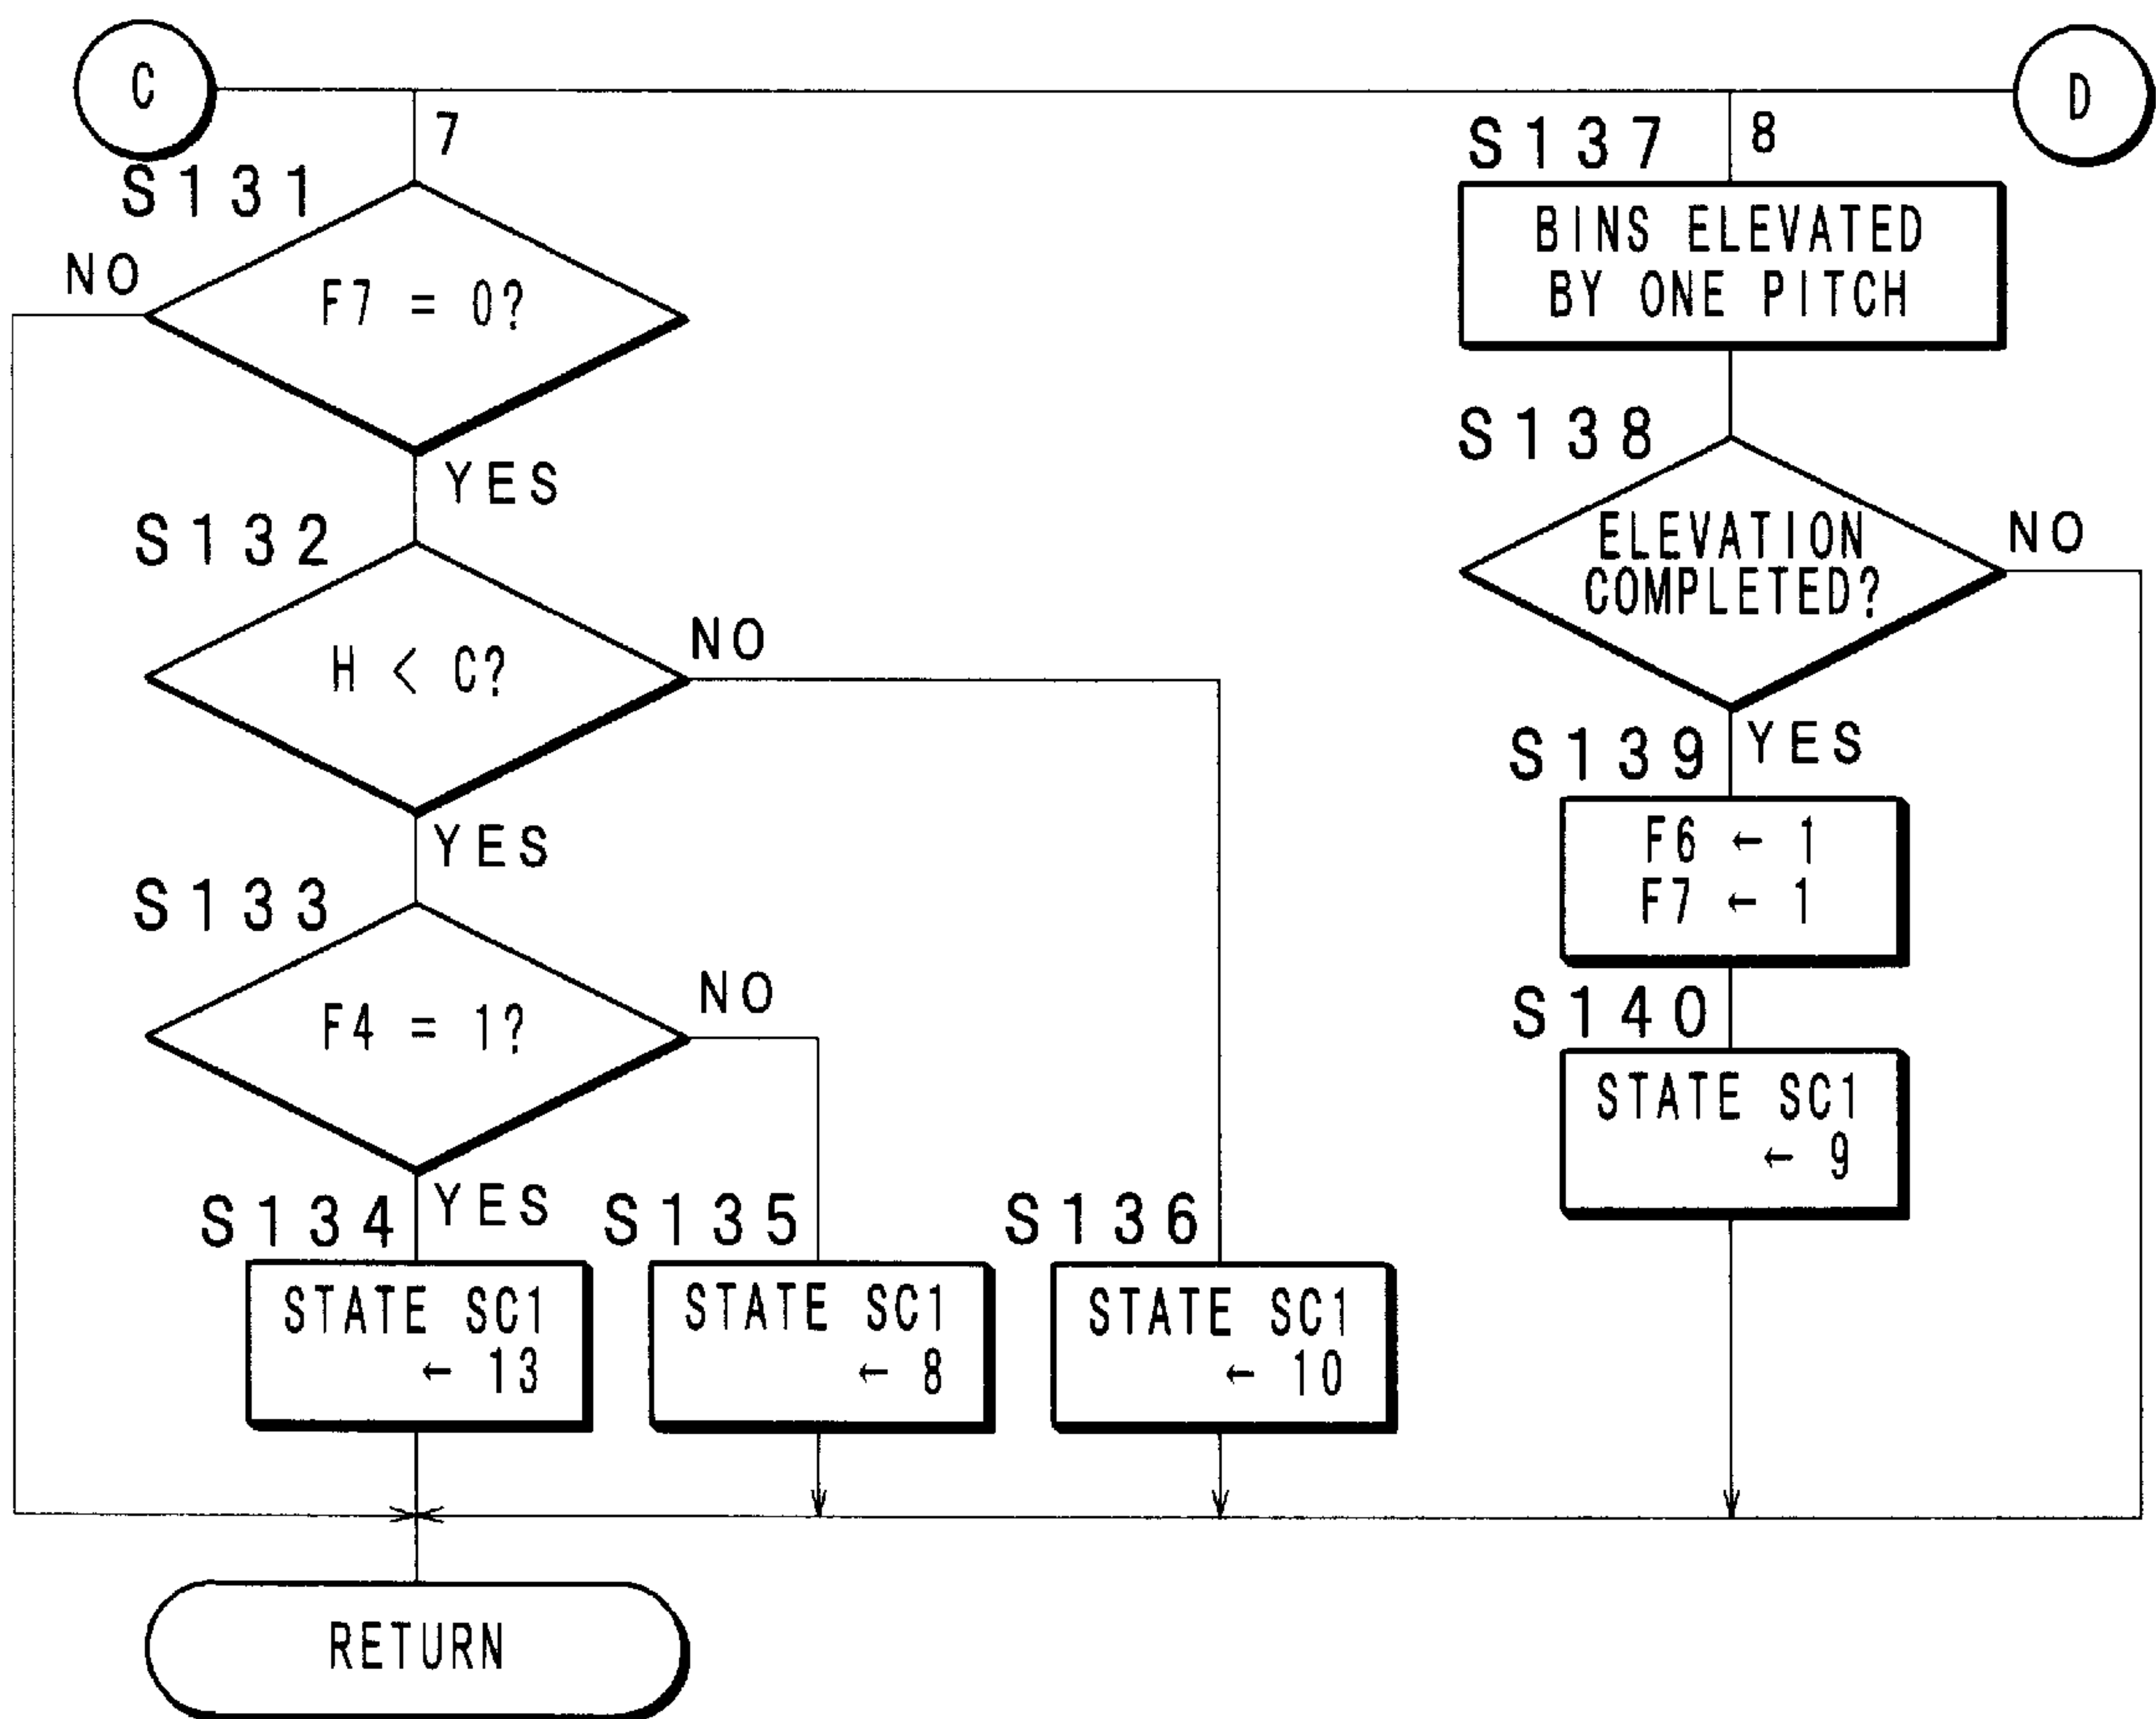 C
D
7
8
S131
S137
BINS ELEVATED
BY ONE PITCH
NO
F7 = 0?
YES
S138
S132
ELEVATION
COMPLETED?
NO
NO
H < C?
YES
S139
YES
F6 ← 1
F7 ← 1
S133
NO
F4 = 1?
S140
STATE SC1
← 9
YES
S134
S135
S136
STATE SC1
← 13
STATE SC1
← 8
STATE SC1
← 10
RETURN